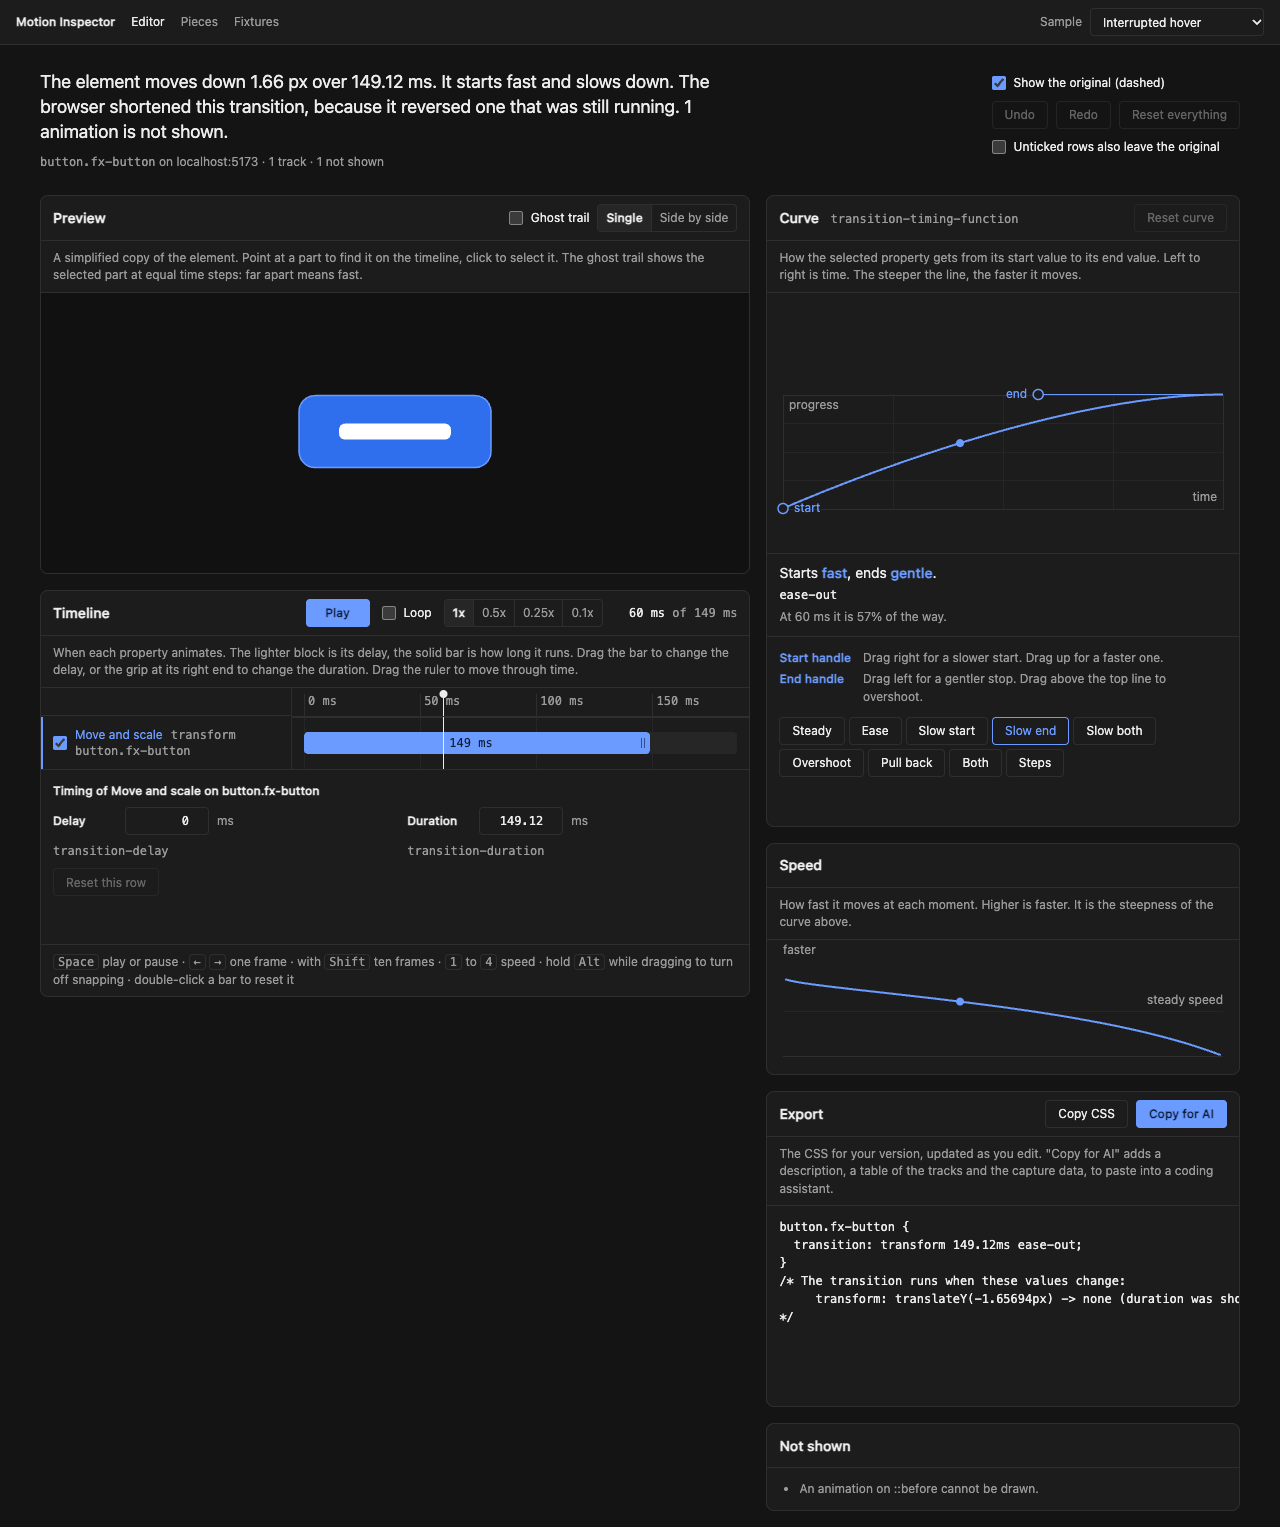 Motion Inspector Editor Pieces Fixtures Sample Interrupted hover
The element moves down 1.66 px over 149.12 ms. It starts fast and slows down. The
browser shortened this transition, because it reversed one that was still running. 1
animation is not shown.
button.fx-button on localhost:5173 · 1 track · 1 not shown
Show the original (dashed)
Undo Redo Reset everything
Unticked rows also leave the original
Preview Ghost trail Single Side by side
A simplified copy of the element. Point at a part to find it on the timeline, click to select it. The ghost trail shows the
selected part at equal time steps: far apart means fast.
Timeline Play Loop 1x 0.5x 0.25x 0.1x 60 ms of 149 ms
When each property animates. The lighter block is its delay, the solid bar is how long it runs. Drag the bar to change the
delay, or the grip at its right end to change the duration. Drag the ruler to move through time.
0 ms 50 ms 100 ms 150 ms
Move and scale transform
button.fx-button
149 ms
Timing of Move and scale on button.fx-button
Delay 0 ms Duration 149.12 ms
transition-delay transition-duration
Reset this row
Space play or pause · ← → one frame · with Shift ten frames · 1 to 4 speed · hold Alt while dragging to turn
off snapping · double-click a bar to reset it
Curve transition-timing-function Reset curve
How the selected property gets from its start value to its end value. Left to
right is time. The steeper the line, the faster it moves.
end
progress
time
start
Starts fast, ends gentle.
ease-out
At 60 ms it is 57% of the way.
Start handle Drag right for a slower start. Drag up for a faster one.
End handle Drag left for a gentler stop. Drag above the top line to
overshoot.
Steady Ease Slow start Slow end Slow both
Overshoot Pull back Both Steps
Speed
How fast it moves at each moment. Higher is faster. It is the steepness of the
curve above.
faster
steady speed
Export Copy CSS Copy for AI
The CSS for your version, updated as you edit. "Copy for AI" adds a
description, a table of the tracks and the capture data, to paste into a coding
assistant.
button.fx-button {
transition: transform 149.12ms ease-out;
}
/* The transition runs when these values change:
transform: translateY(-1.65694px) -> none (duration was sho
*/
Not shown
• An animation on ::before cannot be drawn.